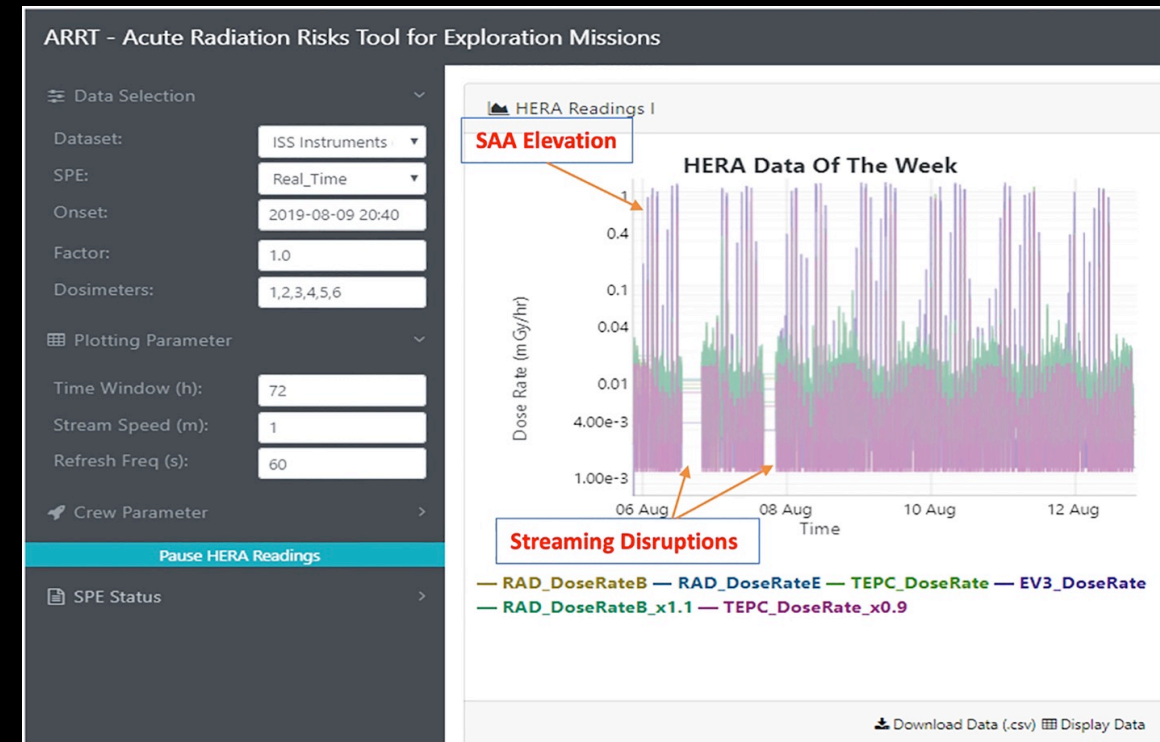 ARRT - Acute Radiation Risks Tool for Exploration Missions
Data Selection
Dataset: ISS Instruments
SPE: Real_Time
Onset: 2019-08-09 20:40
Factor: 1.0
Dosimeters: 1,2,3,4,5,6
Plotting Parameter
Time Window (h): 72
Stream Speed (m): 1
Refresh Freq (s): 60
Crew Parameter
Pause HERA Readings
SPE Status
HERA Readings I
SAA Elevation
HERA Data Of The Week
Dose Rate (mGy/hr)
1
0.4
0.1
0.04
0.01
4.00e-3
1.00e-3
06 Aug 08 Aug 10 Aug 12 Aug
Time
Streaming Disruptions
RAD_DoseRateB RAD_DoseRateE TEPC_DoseRate EV3_DoseRate
RAD_DoseRateB_x1.1 TEPC_DoseRate_x0.9
Download Data (.csv) Display Data